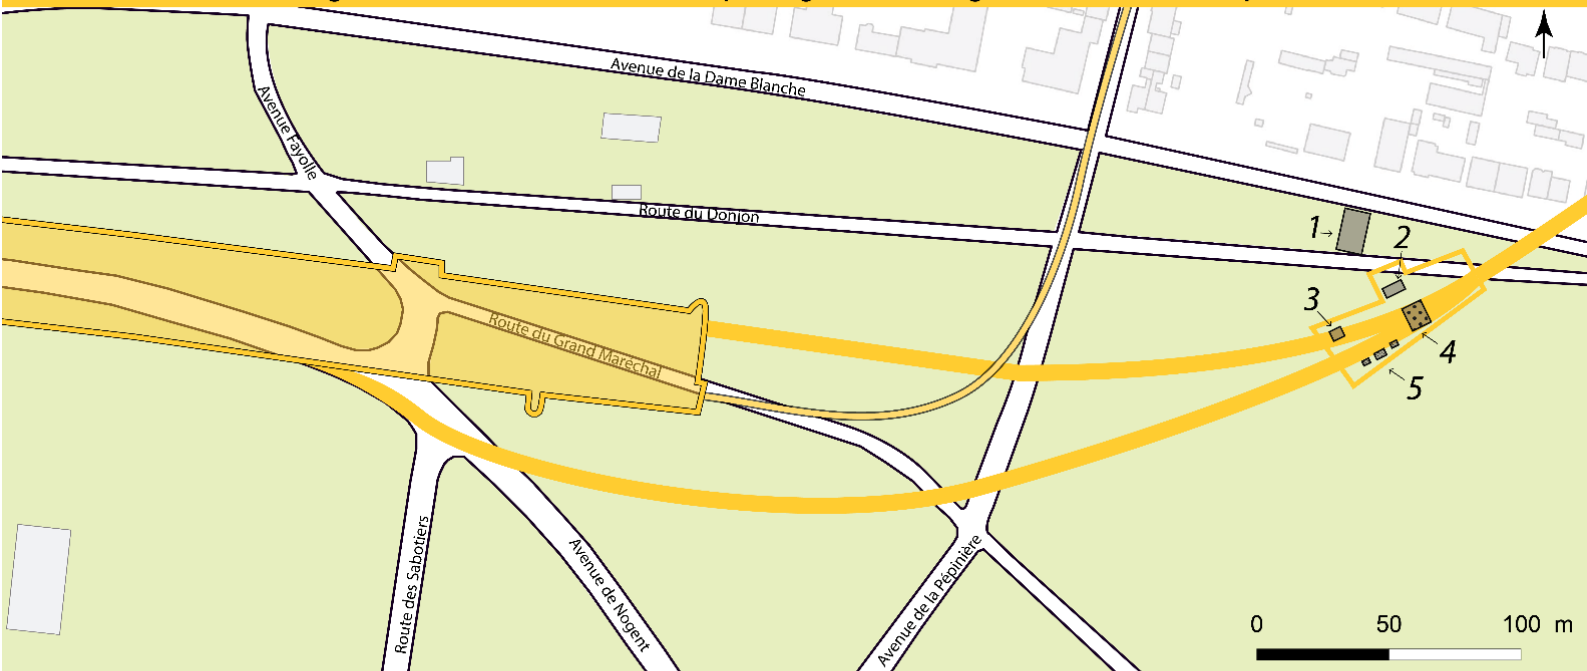 Avenue de la Dame Blanche
Avenue Fayolle
Route du Donjon
1
2
3
Route du Grand Maréchal
4
5
Route des Sabotiers
Avenue de Nogent
Avenue de la Pépinière
0 50 100 m